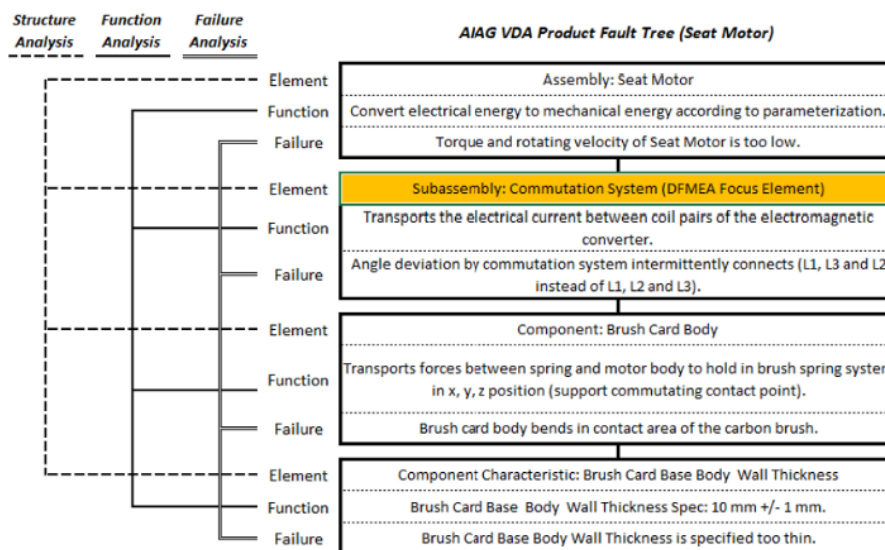 Structure Function Failure
Analysis Analysis Analysis
AIAG VDA Product Fault Tree (Seat Motor)
Element Assembly: Seat Motor
Function Convert electrical energy to mechanical energy according to parameterization.
Failure Torque and rotating velocity of Seat Motor is too low.
Element Subassembly: Commutation System (DFMEA Focus Element)
Function Transports the electrical current between coil pairs of the electromagnetic
converter.
Failure Angle deviation by commutation system intermittently connects (L1, L3 and L2
instead of L1, L2 and L3).
Element Component: Brush Card Body
Function Transports forces between spring and motor body to hold in brush spring system
in x, y, z position (support commutating contact point).
Failure Brush card body bends in contact area of the carbon brush.
Element Component Characteristic: Brush Card Base Body Wall Thickness
Function Brush Card Base Body Wall Thickness Spec: 10 mm +/- 1 mm.
Failure Brush Card Base Body Wall Thickness is specified too thin.